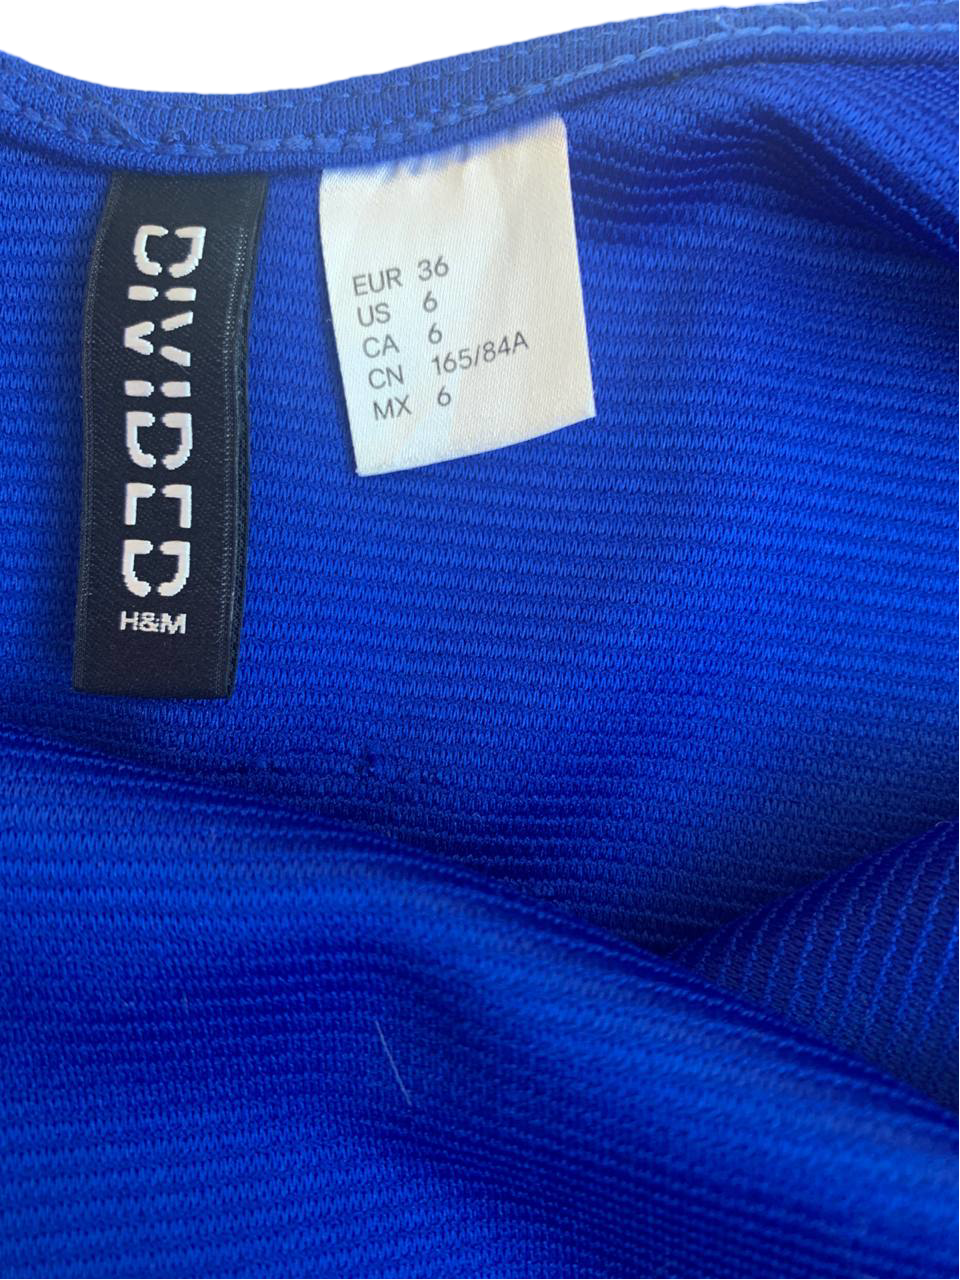 DIVIDED
H&M
EUR 36
US 6
CA 6
CN 165/84A
MX 6